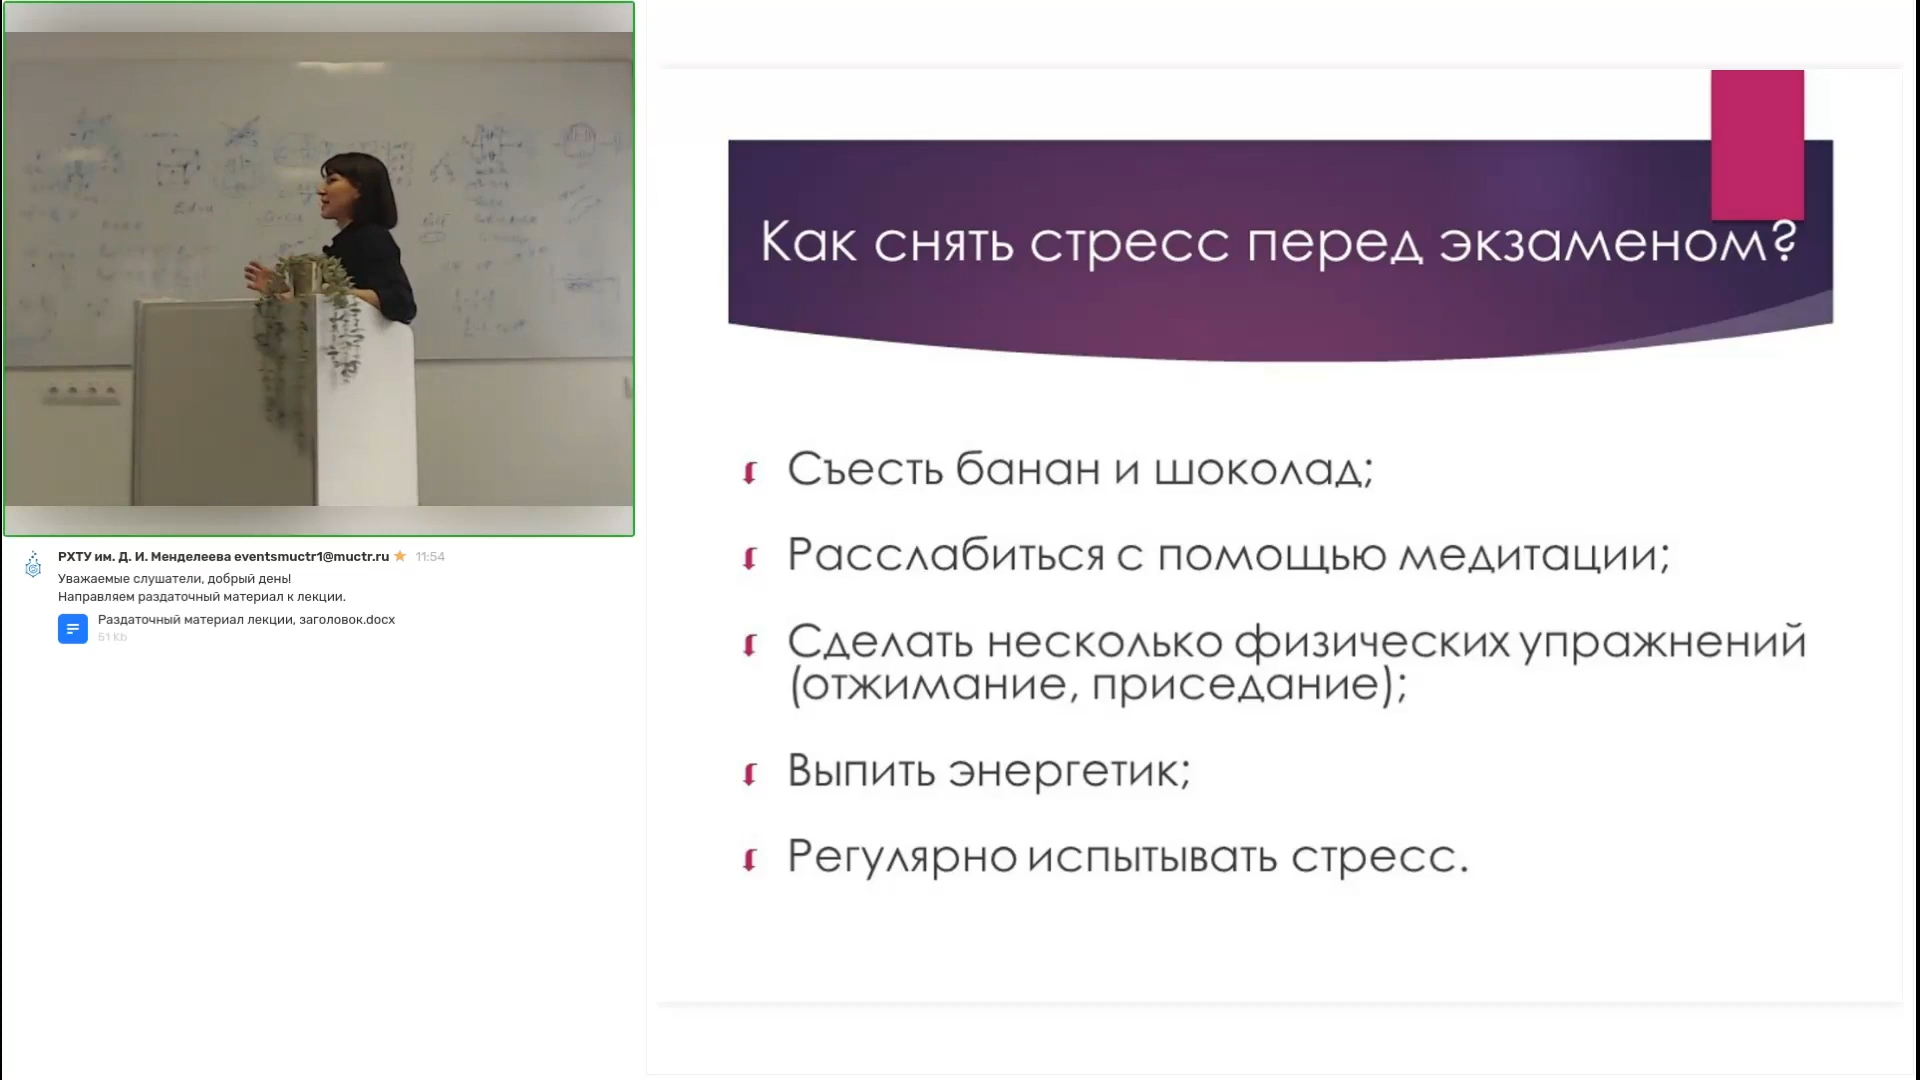 РХТУ им. Д. И. Менделеева eventsmuctr1@muctr.ru 11:54
Уважаемые слушатели, добрый день!
Направляем раздаточный материал к лекции.
Раздаточный материал лекции, заголовок.docx
51 Kb
Как снять стресс перед экзаменом?
Съесть банан и шоколад;
Расслабиться с помощью медитации;
Сделать несколько физических упражнений
(отжимание, приседание);
Выпить энергетик;
Регулярно испытывать стресс.